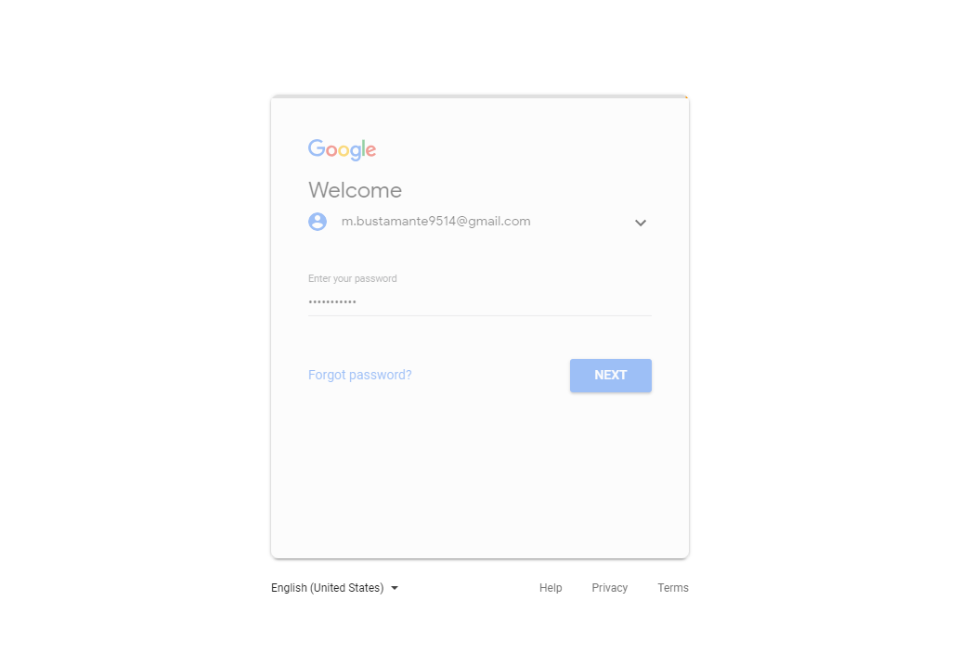 Google
Welcome
m.bustamante9514@gmail.com
Enter your password
•••••••••••
Forgot password?
NEXT
English (United States)
Help Privacy Terms